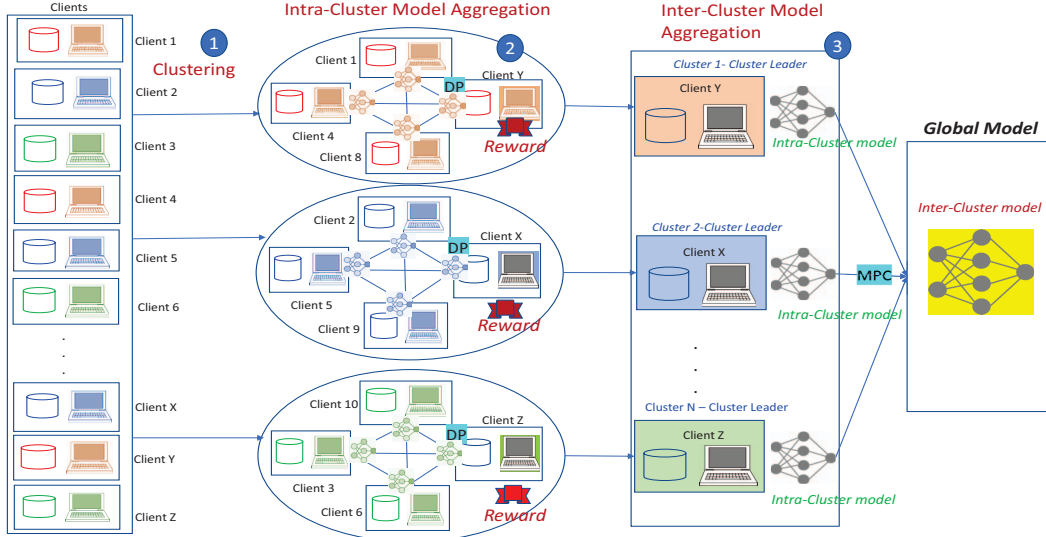 Clients
Client 1
Client 2
Client 3
Client 4
Client 5
Client 6
.
.
.
Client X
Client Y
Client Z
1
Clustering
Intra-Cluster Model Aggregation
2
Client 1
Client Y
DP
Client 4
Client 8
Reward
Client 2
Client X
DP
Client 5
Client 9
Reward
Client 10
Client Z
DP
Client 3
Client 6
Reward
Inter-Cluster Model
Aggregation
3
Cluster 1- Cluster Leader
Client Y
Intra-Cluster model
Cluster 2-Cluster Leader
Client X
Intra-Cluster model
.
.
.
Cluster N – Cluster Leader
Client Z
Intra-Cluster model
MPC
Global Model
Inter-Cluster model